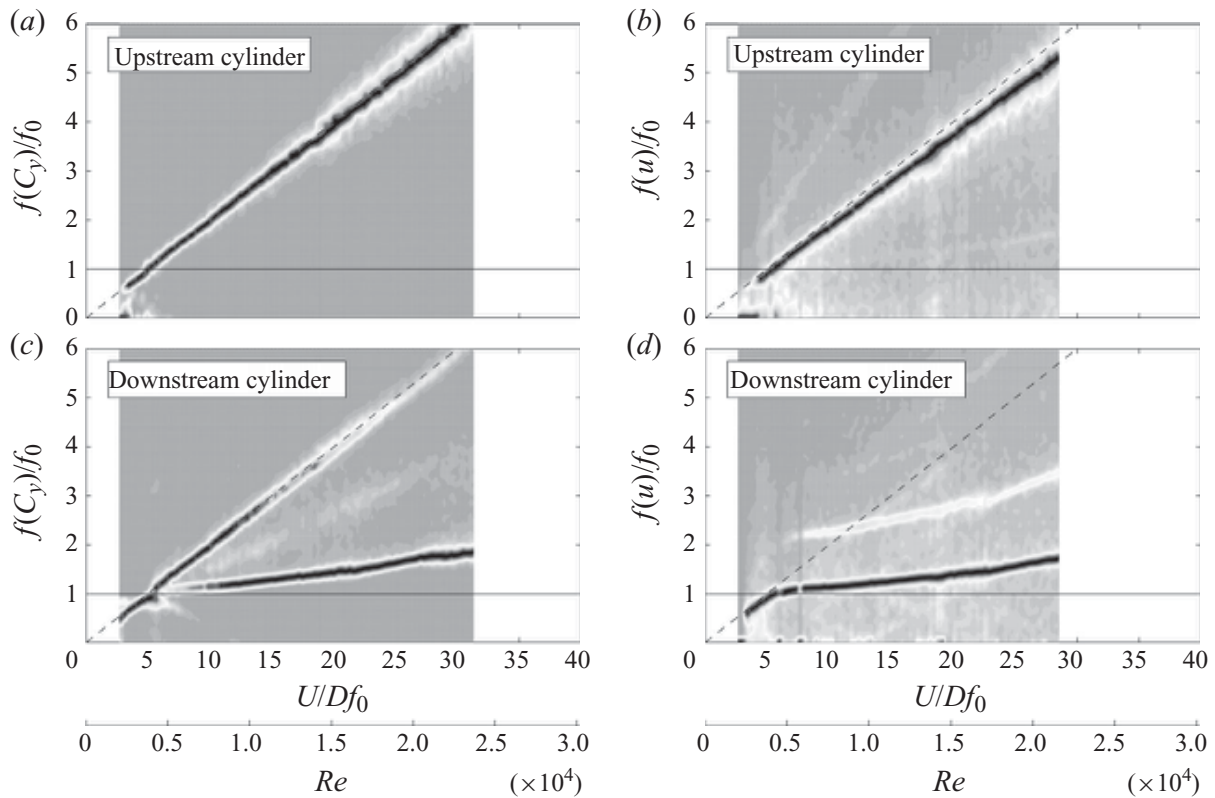 (a)
6
5
4
3
2
1
0
f(C_y)/f_0
Upstream cylinder
(b)
6
5
4
3
2
1
0
f(u)/f_0
Upstream cylinder
(c)
6
5
4
3
2
1
f(C_y)/f_0
Downstream cylinder
0 5 10 15 20 25 30 35 40
U/Df_0
0 0.5 1.0 1.5 2.0 2.5 3.0
Re (×10^4)
(d)
6
5
4
3
2
1
f(u)/f_0
Downstream cylinder
0 5 10 15 20 25 30 35 40
U/Df_0
0 0.5 1.0 1.5 2.0 2.5 3.0
Re (×10^4)